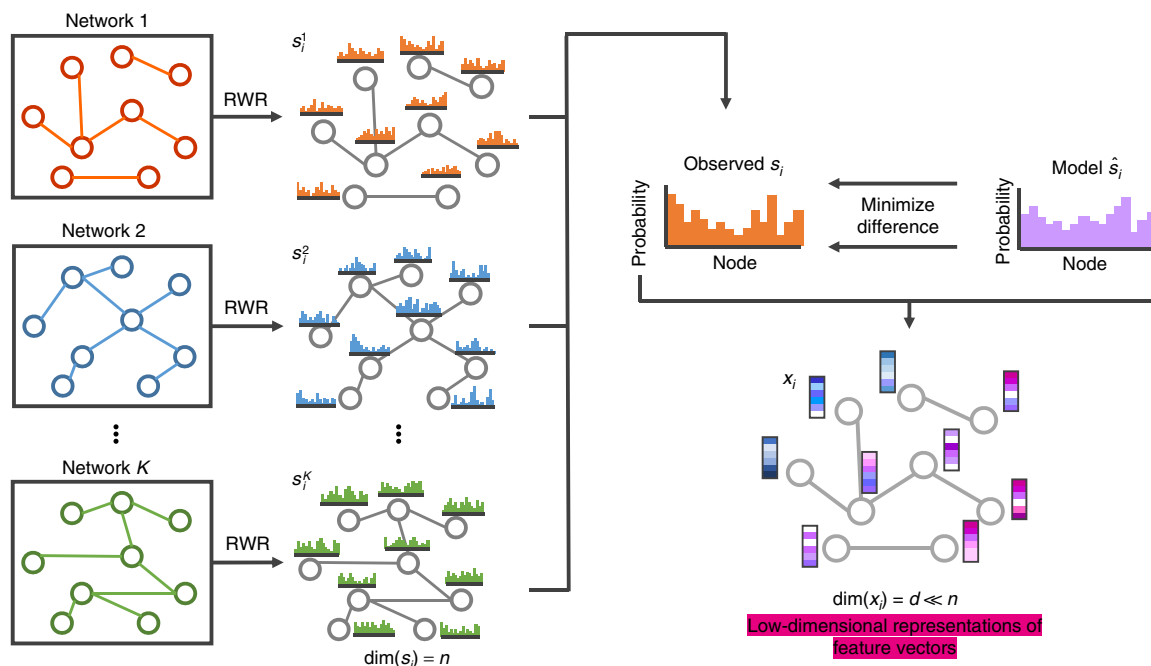 Network 1
RWR
s_i^1
Network 2
RWR
s_i^2
Network K
RWR
s_i^K
dim(s_i) = n
Observed s_i
Probability
Node
Minimize
difference
Model ŝ_i
Probability
Node
x_i
dim(x_i) = d ≪ n
Low-dimensional representations of
feature vectors